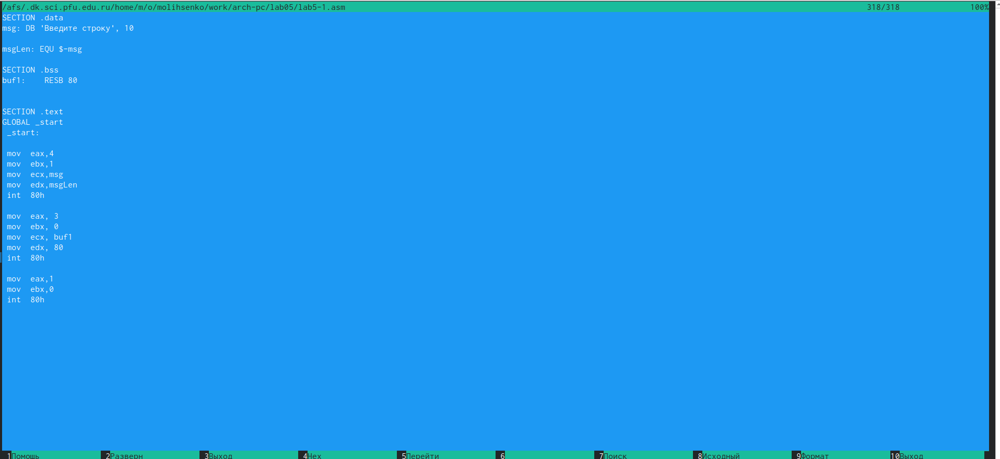 /afs/.dk.sci.pfu.edu.ru/home/m/o/molihsenko/work/arch-pc/lab05/lab5-1.asm 318/318 100%
SECTION .data
msg: DB 'Введите строку', 10
msgLen: EQU $-msg
SECTION .bss
buf1:    RESB 80
SECTION .text
GLOBAL _start
 _start:
 mov  eax,4
 mov  ebx,1
 mov  ecx,msg
 mov  edx,msgLen
 int  80h
 mov  eax, 3
 mov  ebx, 0
 mov  ecx, buf1
 mov  edx, 80
 int  80h
 mov  eax,1
 mov  ebx,0
 int  80h
1Помощь 2Разверн 3Выход 4Hex 5Перейти 6 7Поиск 8Исходный 9Формат 10Выход